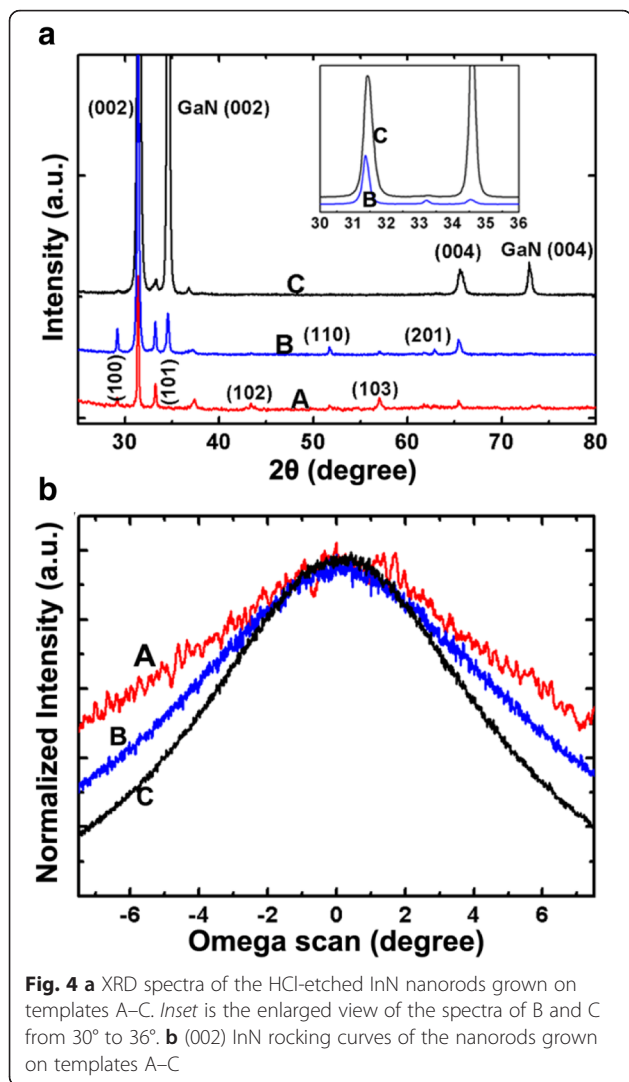 a
(002)
GaN (002)
C
B
30 31 32 33 34 35 36
Intensity (a.u.)
C
(004)
GaN (004)
B
(100)
(101)
(110)
(201)
(102)
A
(103)
30 40 50 60 70 80
2θ (degree)
b
Normalized Intensity (a.u.)
A
B
C
-6 -4 -2 0 2 4 6
Omega scan (degree)
Fig. 4 a XRD spectra of the HCl-etched InN nanorods grown on
templates A–C. Inset is the enlarged view of the spectra of B and C
from 30° to 36°. b (002) InN rocking curves of the nanorods grown
on templates A–C